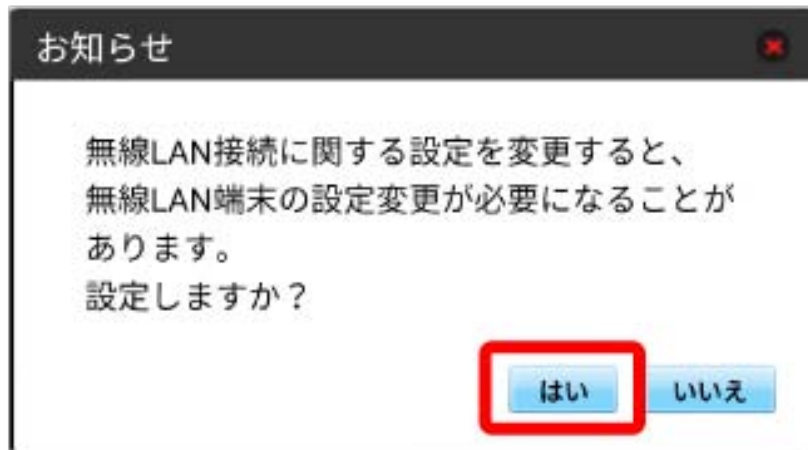 お知らせ
無線LAN接続に関する設定を変更すると、
無線LAN端末の設定変更が必要になることが
あります。
設定しますか？
はい いいえ